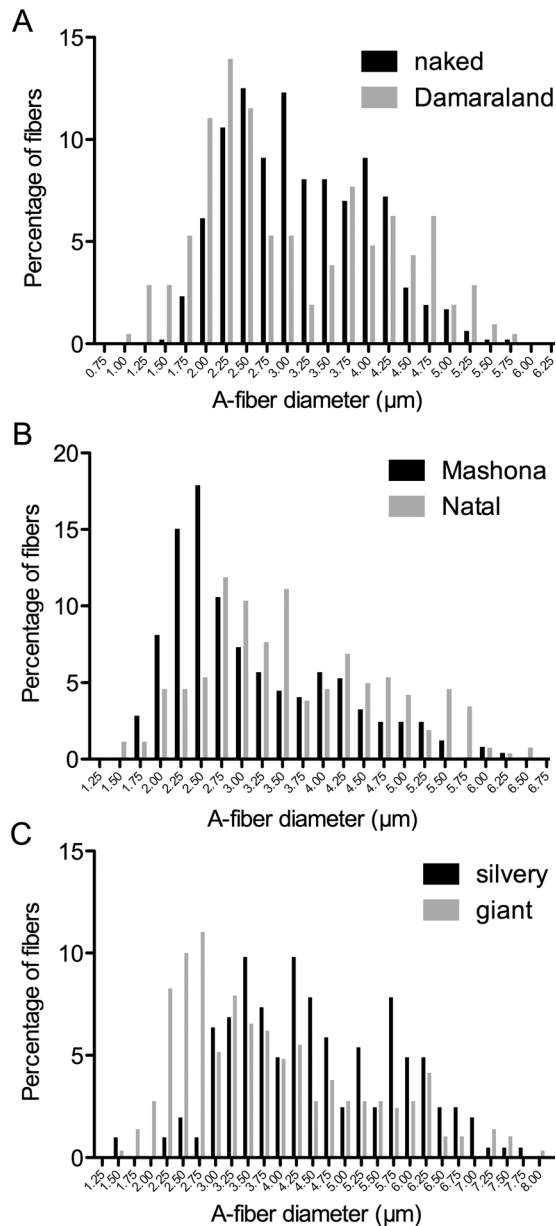 A
15
naked
Damaraland
10
Percentage of fibers
5
0
0.75 1.00 1.25 1.50 1.75 2.00 2.25 2.50 2.75 3.00 3.25 3.50 3.75 4.00 4.25 4.50 4.75 5.00 5.25 5.50 5.75 6.00 6.25
A-fiber diameter (µm)
B
20
Mashona
Natal
15
10
Percentage of fibers
5
0
1.25 1.50 1.75 2.00 2.25 2.50 2.75 3.00 3.25 3.50 3.75 4.00 4.25 4.50 4.75 5.00 5.25 5.50 5.75 6.00 6.25 6.50 6.75
A-fiber diameter (µm)
C
15
silvery
giant
10
Percentage of fibers
5
0
1.25 1.50 1.75 2.00 2.25 2.50 2.75 3.00 3.25 3.50 3.75 4.00 4.25 4.50 4.75 5.00 5.25 5.50 5.75 6.00 6.25 6.50 6.75 7.00 7.25 7.50 7.75 8.00
A-fiber diameter (µm)